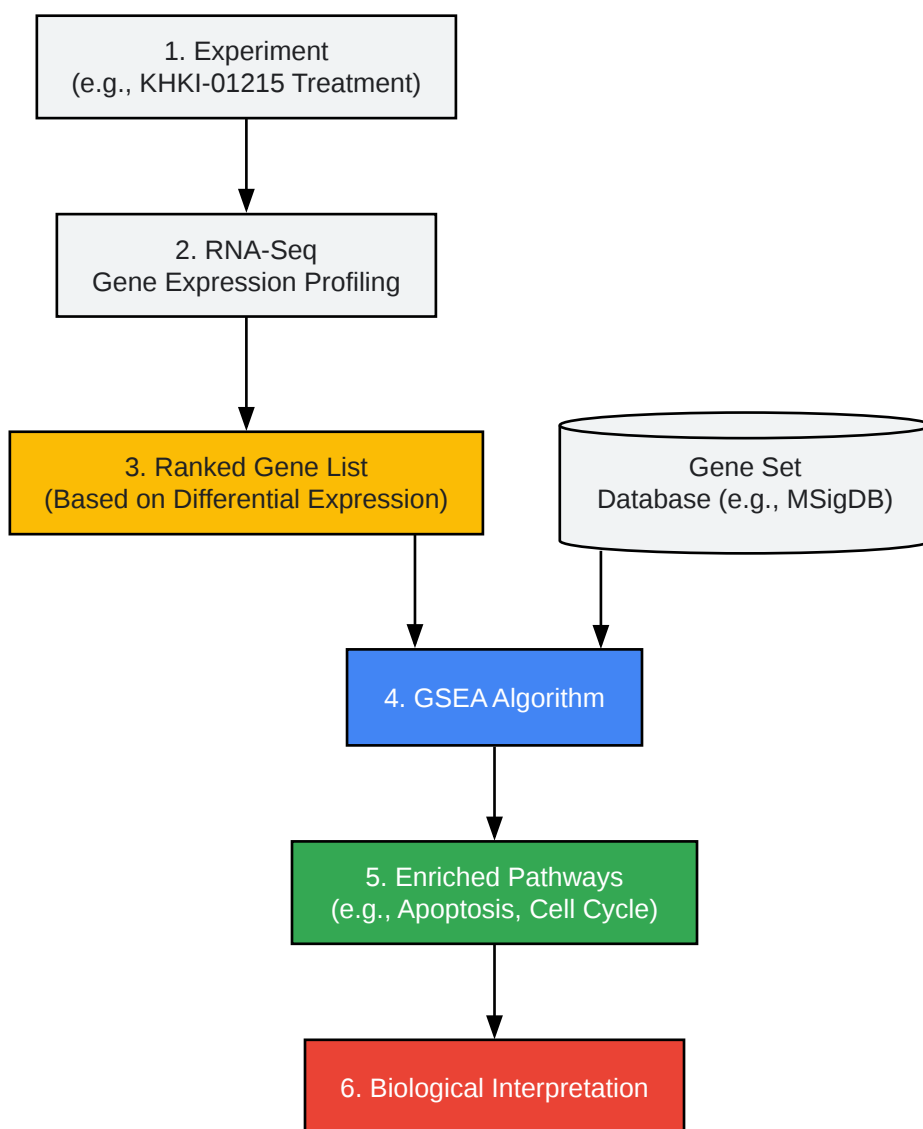 1. Experiment
(e.g., KHKI-01215 Treatment)
2. RNA-Seq
Gene Expression Profiling
3. Ranked Gene List
(Based on Differential Expression)
Gene Set
Database (e.g., MSigDB)
4. GSEA Algorithm
5. Enriched Pathways
(e.g., Apoptosis, Cell Cycle)
6. Biological Interpretation